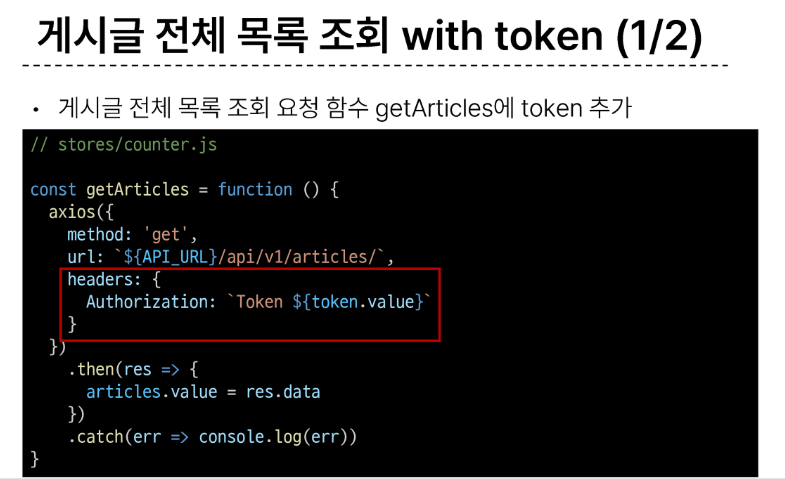 게시글 전체 목록 조회 with token (1/2)
• 게시글 전체 목록 조회 요청 함수 getArticles에 token 추가
// stores/counter.js
const getArticles = function () {
  axios({
    method: 'get',
    url: `${API_URL}/api/v1/articles/`,
    headers: {
      Authorization: `Token ${token.value}`
    }
  })
    .then(res => {
      articles.value = res.data
    })
    .catch(err => console.log(err))
}